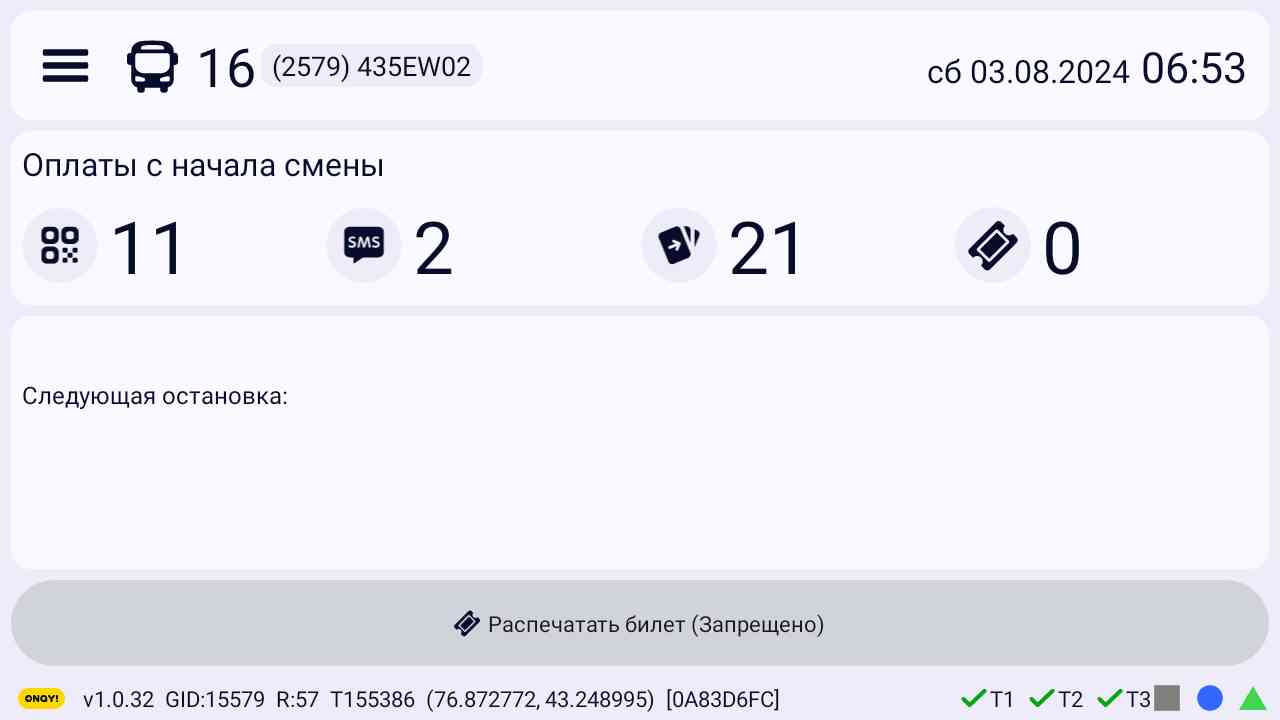 16 (2579) 435EW02 сб 03.08.2024 06:53
Оплаты с начала смены
11 SMS 2 21 0
Следующая остановка:
Распечатать билет (Запрещено)
ONAY! v1.0.32 GID:15579 R:57 T155386 (76.872772, 43.248995) [0A83D6FC] T1 T2 T3